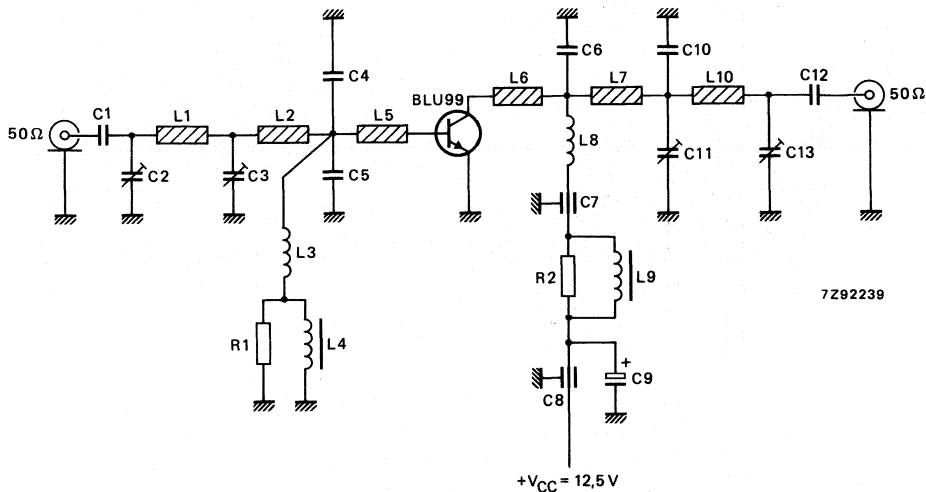 C4
C6
C10
50Ω
C1
L1
L2
L5
BLU99
L6
L7
L10
C12
50Ω
C2
C3
C5
L8
C11
C13
L3
C7
R1
L4
R2
L9
7Z92239
C8
+
C9
+VCC = 12,5 V